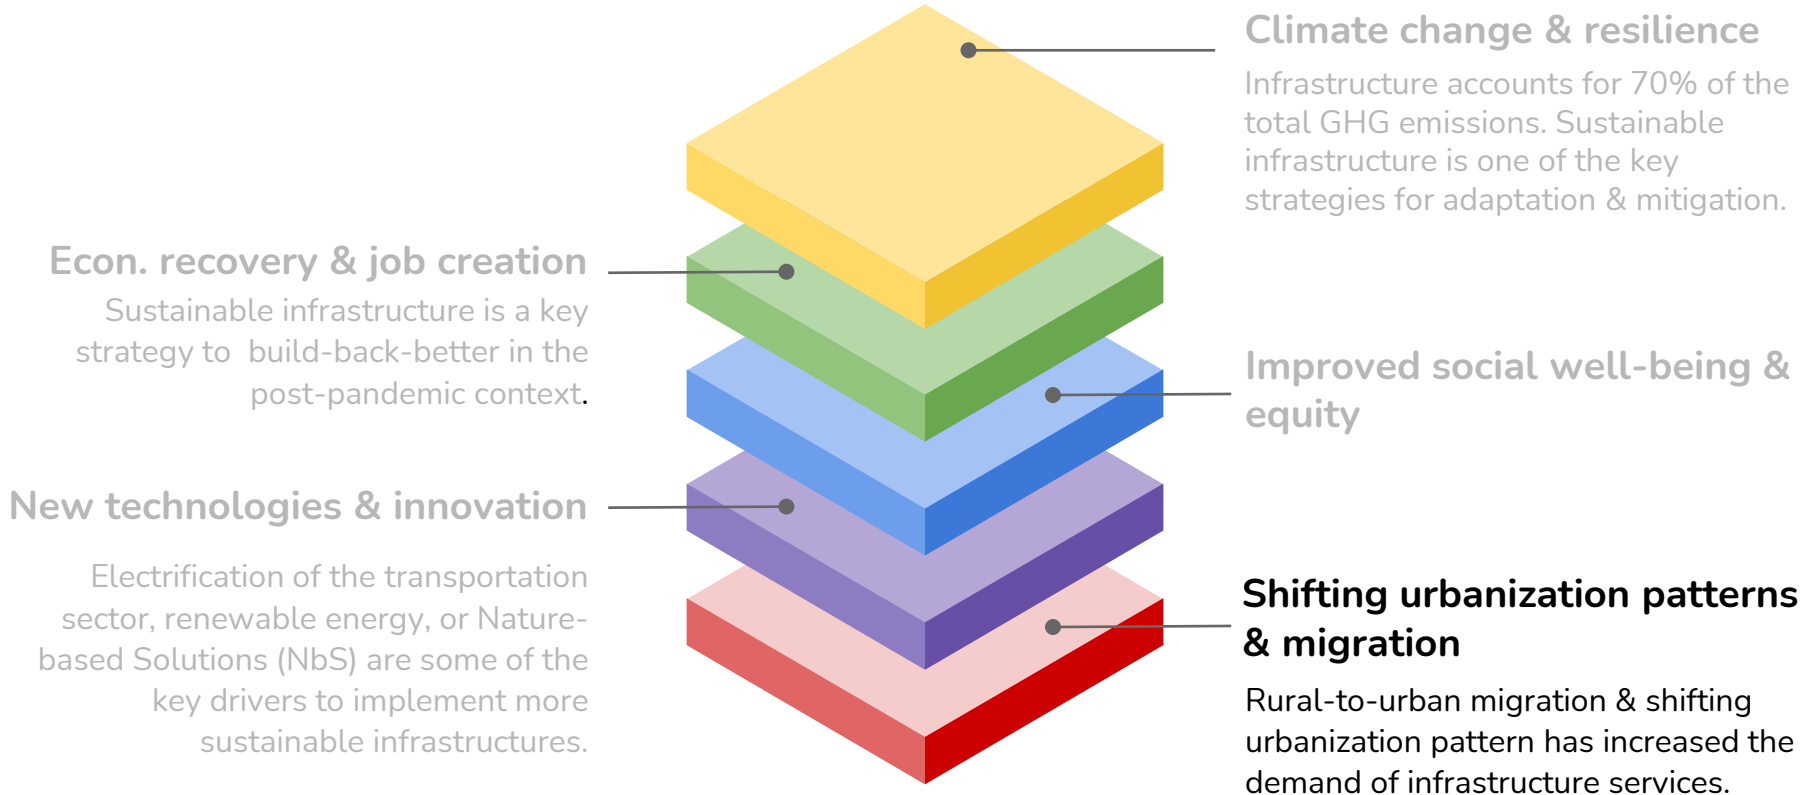 Climate change & resilience
Infrastructure accounts for 70% of the
total GHG emissions. Sustainable
infrastructure is one of the key
strategies for adaptation & mitigation.
Econ. recovery & job creation
Sustainable infrastructure is a key
strategy to  build-back-better in the
post-pandemic context.
Improved social well-being &
equity
New technologies & innovation
Electrification of the transportation
sector, renewable energy, or Nature-
based Solutions (NbS) are some of the
key drivers to implement more
sustainable infrastructures.
Shifting urbanization patterns
& migration
Rural-to-urban migration & shifting
urbanization pattern has increased the
demand of infrastructure services.